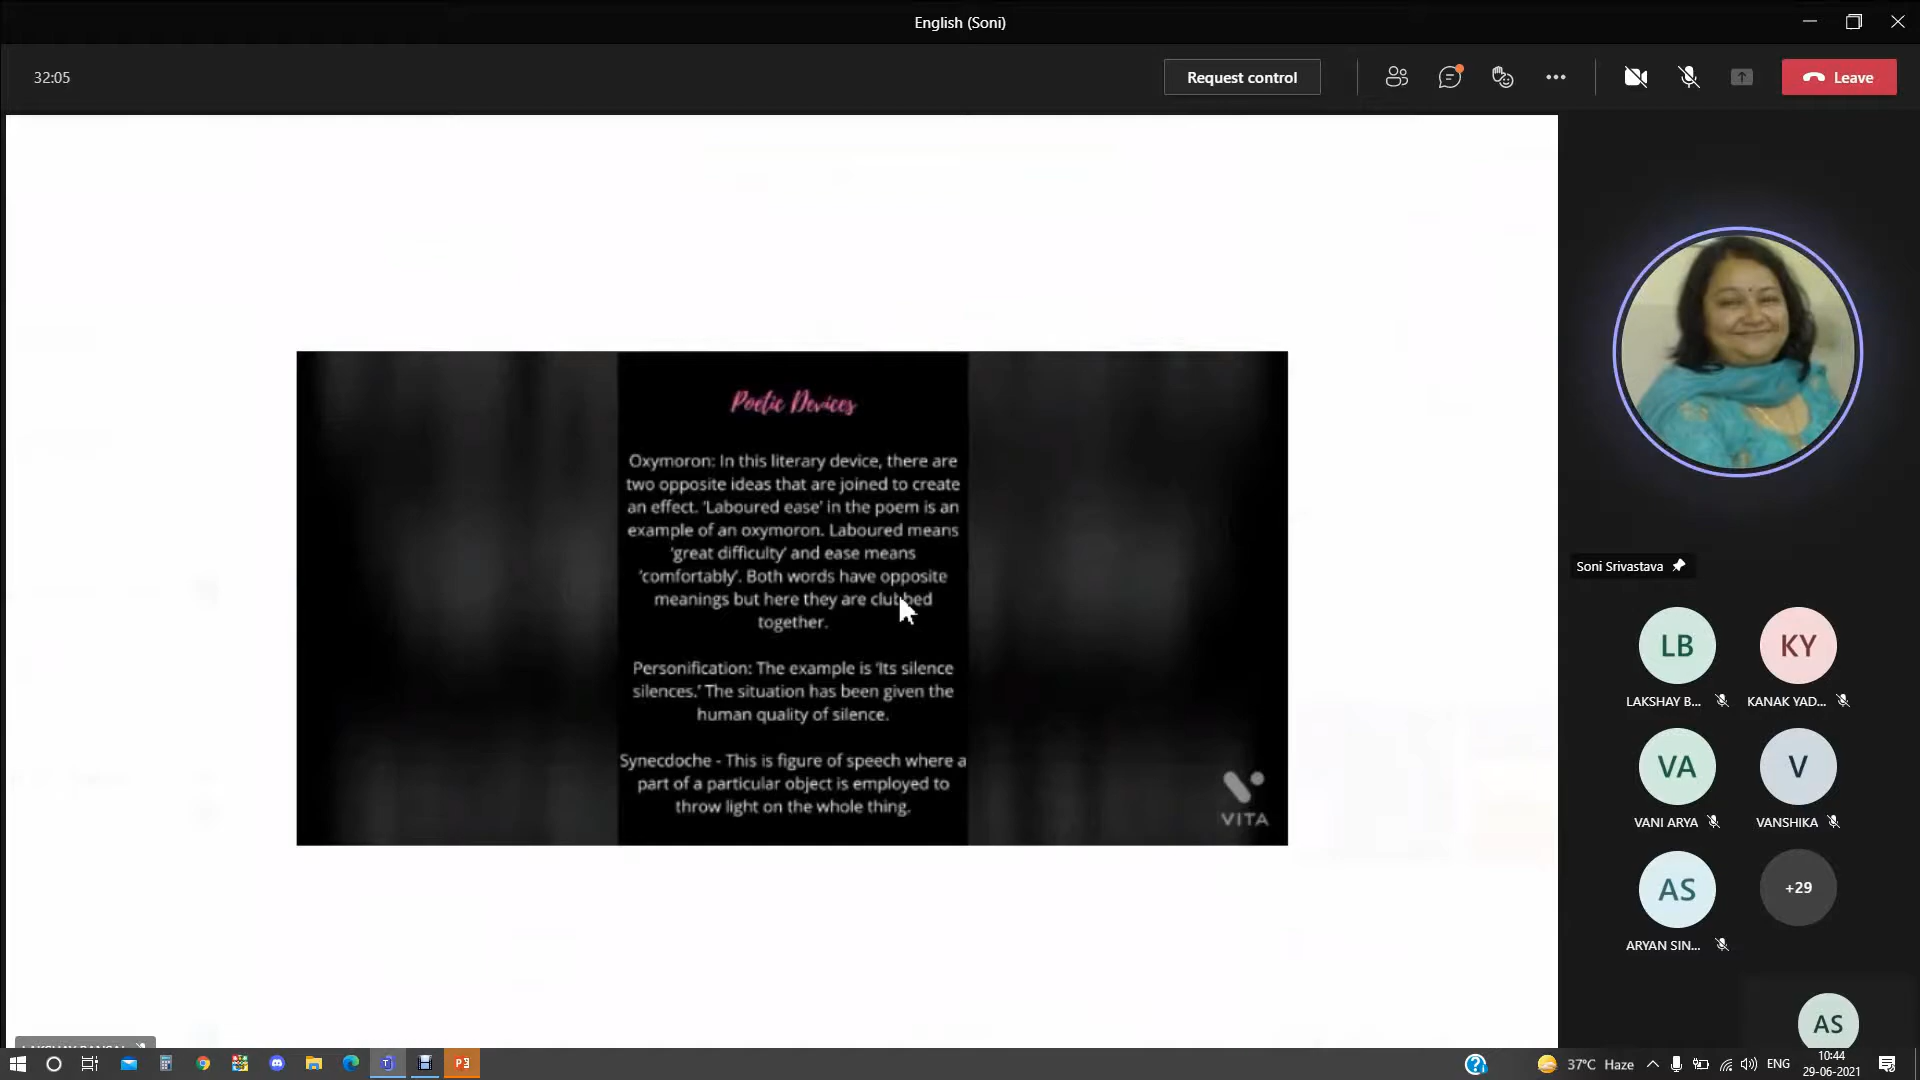 English (Soni)
32:05
Request control
Leave
Poetic Devices
Oxymoron: In this literary device, there are
two opposite ideas that are joined to create
an effect. 'Laboured ease' in the poem is an
example of an oxymoron. Laboured means
'great difficulty' and ease means
'comfortably'. Both words have opposite
meanings but here they are clubbed
together.
Personification: The example is 'Its silence
silences.' The situation has been given the
human quality of silence.
Synecdoche - This is figure of speech where a
part of a particular object is employed to
throw light on the whole thing.
VITA
Soni Srivastava
LB
KY
LAKSHAY B...
KANAK YAD...
VA
V
VANI ARYA
VANSHIKA
AS
+29
ARYAN SIN...
AS
LAKSHAY BANSAL
37°C Haze
ENG
10:44
29-06-2021